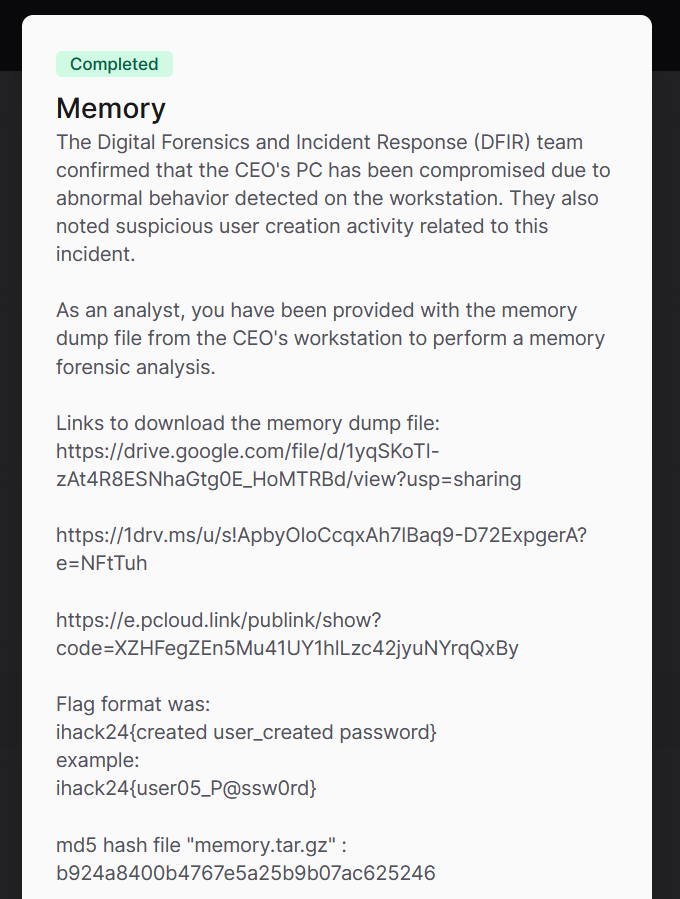 Completed
Memory
The Digital Forensics and Incident Response (DFIR) team
confirmed that the CEO's PC has been compromised due to
abnormal behavior detected on the workstation. They also
noted suspicious user creation activity related to this
incident.
As an analyst, you have been provided with the memory
dump file from the CEO's workstation to perform a memory
forensic analysis.
Links to download the memory dump file:
https://drive.google.com/file/d/1yqSKoTI-
zAt4R8ESNhaGtg0E_HoMTRBd/view?usp=sharing
https://1drv.ms/u/s!ApbyOIoCcqxAh7lBaq9-D72ExpgerA?
e=NFtTuh
https://e.pcloud.link/publink/show?
code=XZHFegZEn5Mu41UY1hlLzc42jyuNYrqQxBy
Flag format was:
ihack24{created user_created password}
example:
ihack24{user05_P@ssw0rd}
md5 hash file "memory.tar.gz" :
b924a8400b4767e5a25b9b07ac625246